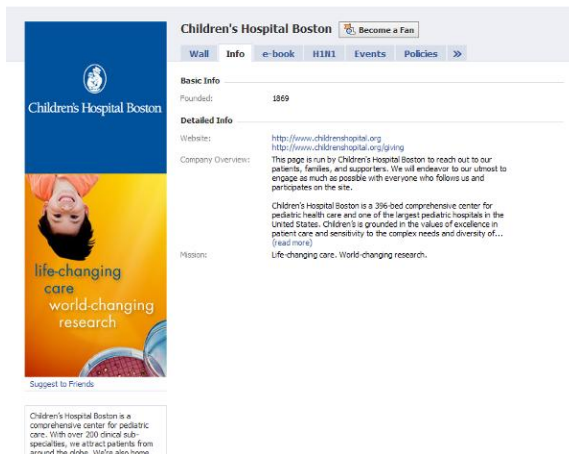 Children's Hospital Boston
Become a Fan
Wall Info e-book H1N1 Events Policies »
Children's Hospital Boston
life-changing
care
world-changing
research
Suggest to Friends
Children's Hospital Boston is a
comprehensive center for pediatric
care. With over 200 clinical sub-
specialties, we attract patients from
around the globe. We're also home
Basic Info
Founded: 1869
Detailed Info
Website: http://www.childrenshopital.org
http://www.childrenshopital.org/giving
Company Overview: This page is run by Children's Hospital Boston to reach out to our
patients, families, and supporters. We will endeavor to our utmost to
engage as much as possible with everyone who follows us and
participates on the site.
Children's Hospital Boston is a 396-bed comprehensive center for
pediatric health care and one of the largest pediatric hospitals in the
United States. Children's is grounded in the values of excellence in
patient care and sensitivity to the complex needs and diversity of...
(read more)
Mission: Life-changing care. World-changing research.